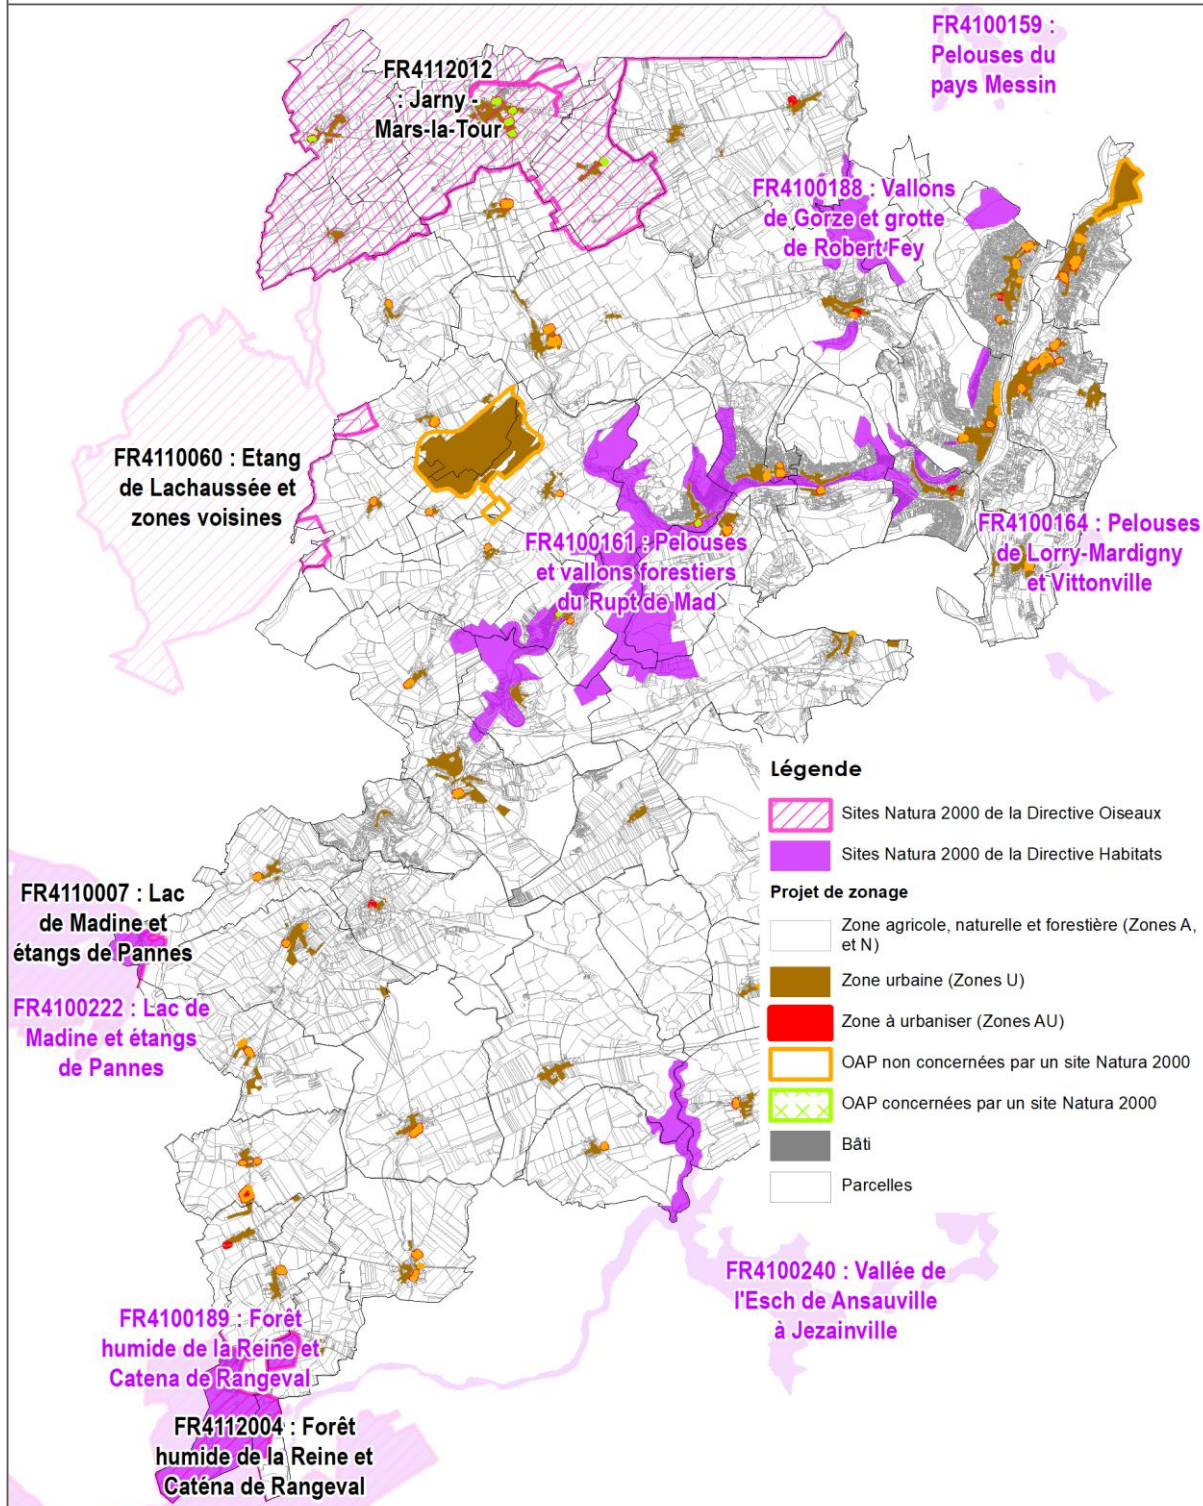 FR4100159 :
Pelouses du
pays Messin
FR4112012
: Jarny -
Mars-la-Tour
FR4100188 : Vallons
de Gorze et grotte
de Robert Fey
FR4110060 : Etang
de Lachaussée et
zones voisines
FR4100161 : Pelouses
et vallons forestiers
du Rupt de Mad
FR4100164 : Pelouses
de Lorry-Mardigny
et Vittonville
Légende
Sites Natura 2000 de la Directive Oiseaux
Sites Natura 2000 de la Directive Habitats
Projet de zonage
Zone agricole, naturelle et forestière (Zones A,
et N)
Zone urbaine (Zones U)
Zone à urbaniser (Zones AU)
OAP non concernées par un site Natura 2000
OAP concernées par un site Natura 2000
Bâti
Parcelles
FR4110007 : Lac
de Madine et
étangs de Pannes
FR4100222 : Lac de
Madine et étangs
de Pannes
FR4100240 : Vallée de
l'Esch de Ansauville
à Jezainville
FR4100189 : Forêt
humide de la Reine et
Catena de Rangeval
FR4112004 : Forêt
humide de la Reine et
Caténa de Rangeval